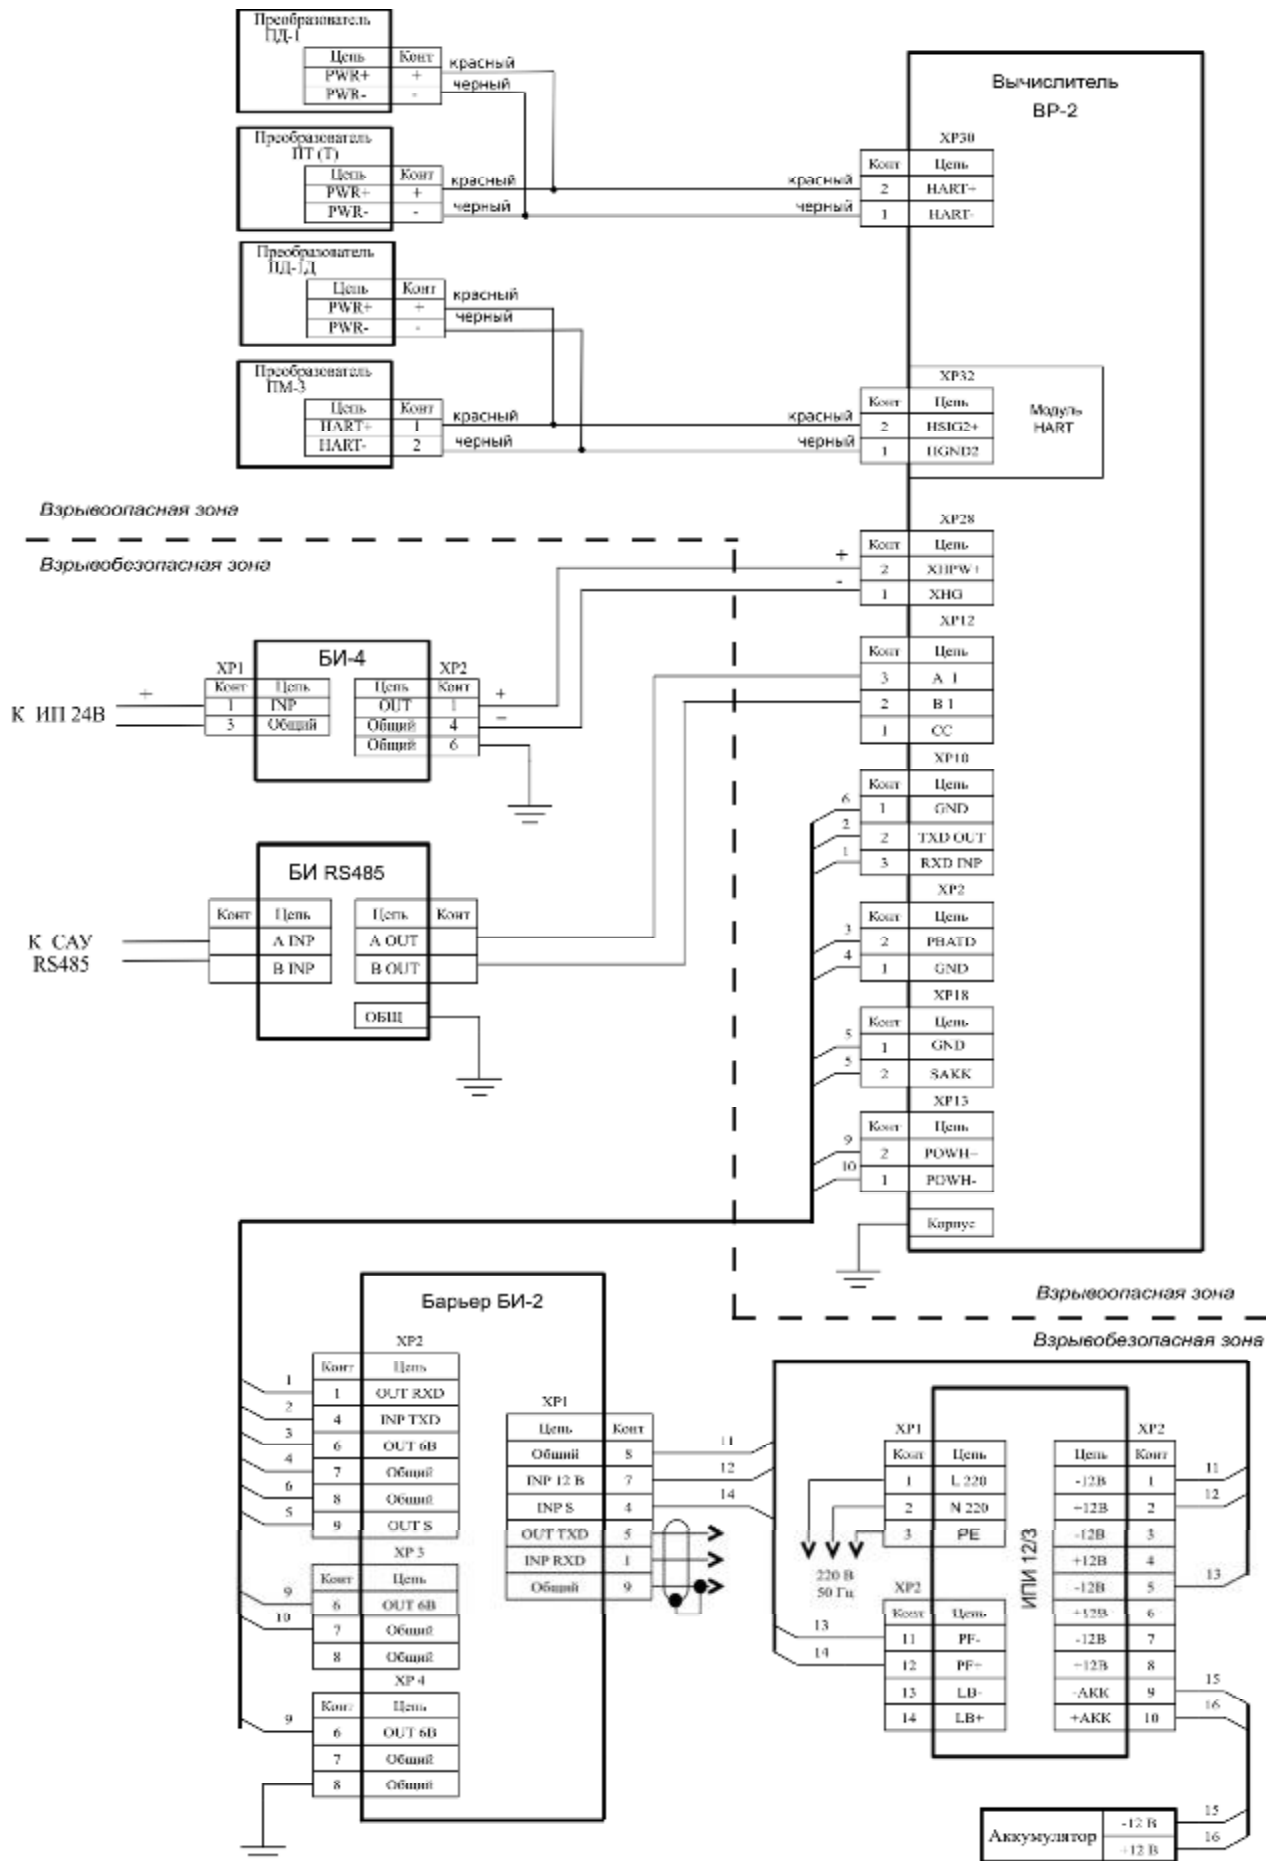 Преобразователь
ПД-1
Цепь Конт
PWR+ +
PWR- -
красный
черный
Преобразователь
ПТ (Т)
Цепь Конт
PWR+ +
PWR- -
красный
черный
красный
черный
Преобразователь
ПД-1Д
Цепь Конт
PWR+ +
PWR- -
красный
черный
Преобразователь
ПМ-3
Цепь Конт
HART+ 1
HART- 2
красный
черный
красный
черный
Вычислитель
ВР-2
XP30
Конт Цепь
2 HART+
1 HART-
XP32
Конт Цепь
2 HSIG2+
1 HGND2
Модуль
HART
Взрывоопасная зона
Взрывобезопасная зона
XP28
Конт Цепь
+ 2 XHPW+
- 1 XHG
XP12
Конт Цепь
3 A 1
2 B 1
1 CC
XP10
Конт Цепь
6 1 GND
2 2 TXD OUT
1 3 RXD INP
XP2
Конт Цепь
3 2 PBATD
4 1 GND
XP18
Конт Цепь
5 1 GND
5 2 SAKK
XP13
Конт Цепь
9 2 POWH+
10 1 POWH-
Корпус
БИ-4
XP1 XP2
Конт Цепь Цепь Конт
+ 1 INP OUT 1 +
3 Общий Общий 4 -
Общий 6
К ИП 24В
БИ RS485
Конт Цепь Цепь Конт
A INP A OUT
B INP B OUT
ОБЩ
К САУ
RS485
Взрывоопасная зона
Взрывобезопасная зона
Барьер БИ-2
XP2
Конт Цепь
1 1 OUT RXD
2 4 INP TXD
3 6 OUT 6В
4 7 Общий
6 8 Общий
5 9 OUT S
XP 3
Конт Цепь
9 6 OUT 6В
10 7 Общий
8 Общий
XP 4
Конт Цепь
9 6 OUT 6В
7 Общий
8 Общий
XP1
Цепь Конт
Общий 8 11
INP 12 В 7 12
INP S 4 14
OUT TXD 5
INP RXD 1
Общий 9
ИПИ 12/3
XP1
Конт Цепь
1 L 220
2 N 220
3 PE
220 В
50 Гц
XP2
Конт Цепь
13 11 PF-
14 12 PF+
13 LB-
14 LB+
XP2
Цепь Конт
-12В 1 11
+12В 2 12
-12В 3
+12В 4
-12В 5 13
+12В 6
-12В 7
+12В 8
-АКК 9 15
+АКК 10 16
Аккумулятор
-12 В 15
+12 В 16